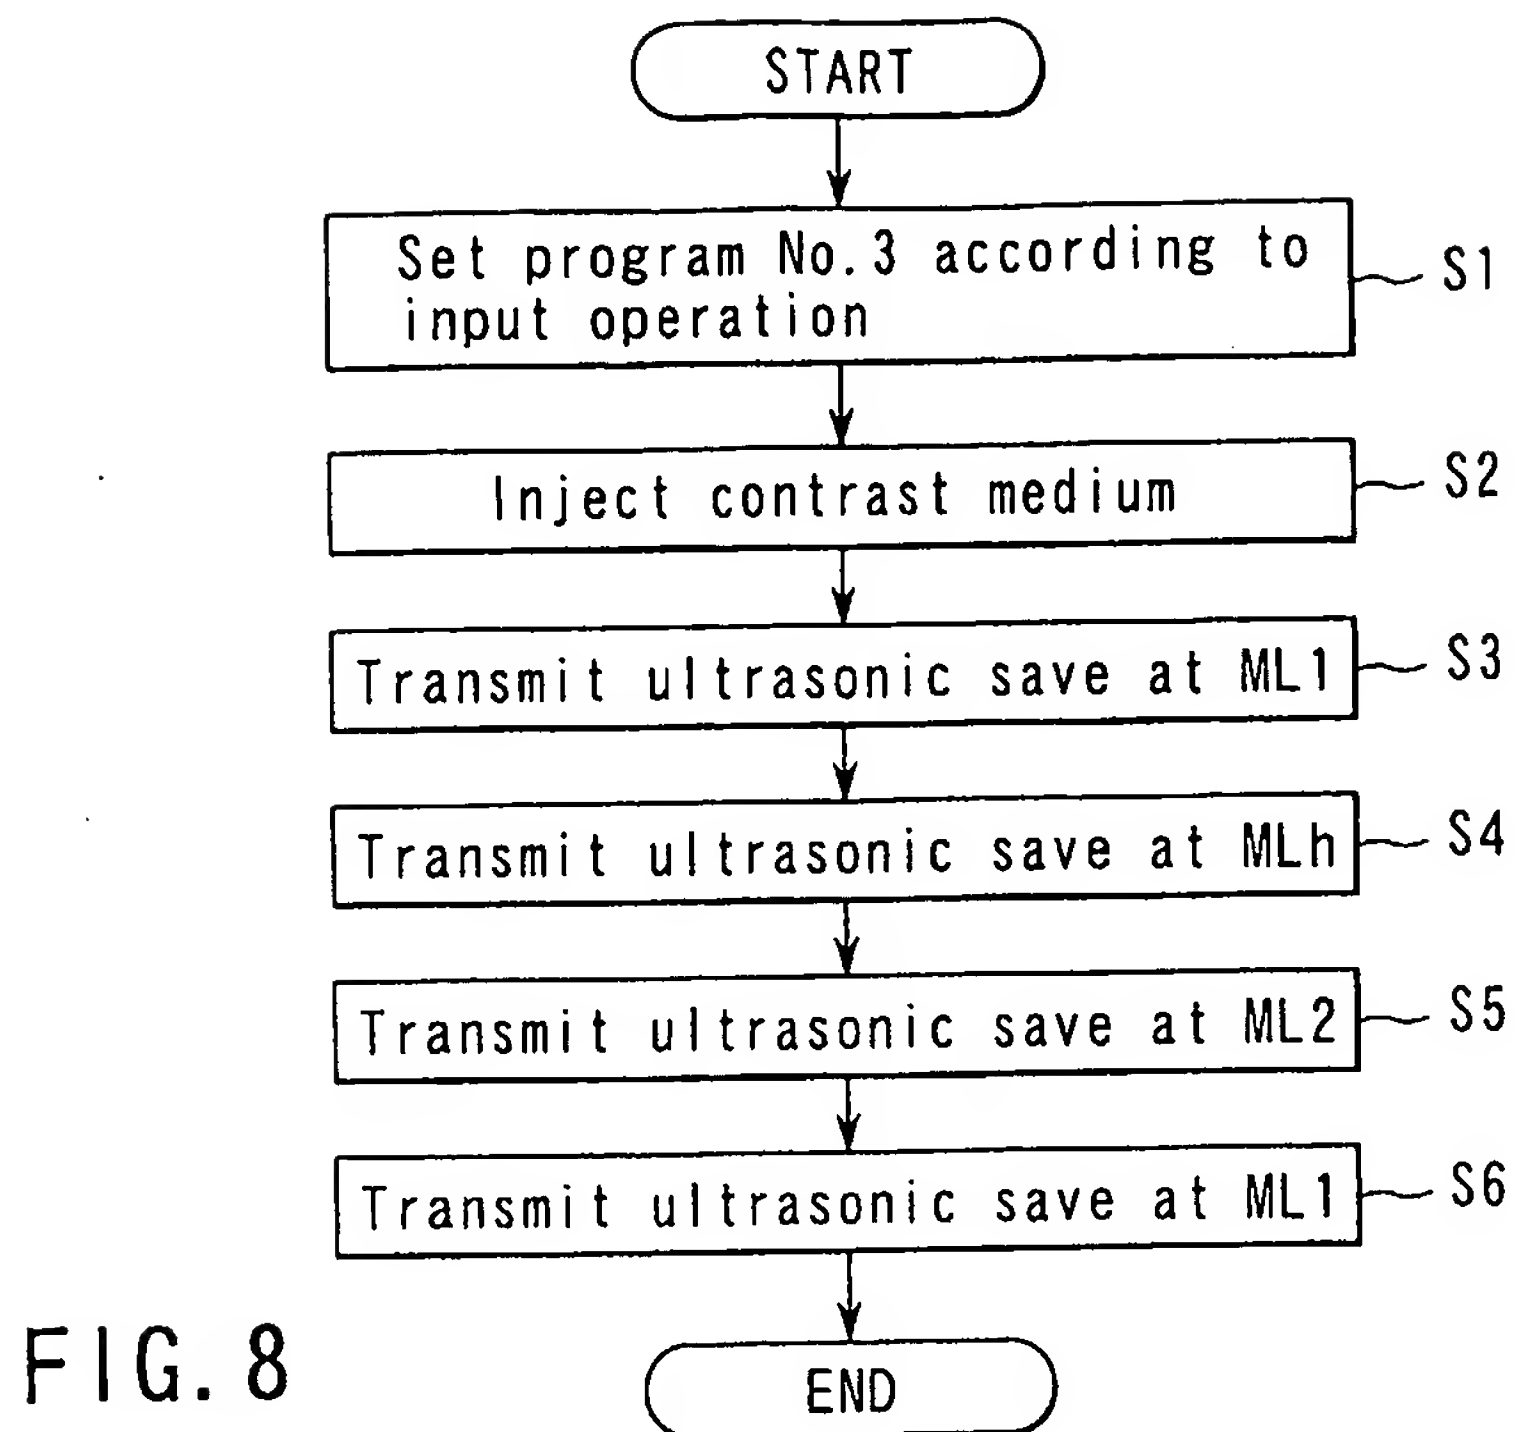 START
Set program No.3 according to
input operation
S1
Inject contrast medium
S2
Transmit ultrasonic save at ML1
S3
Transmit ultrasonic save at MLh
S4
Transmit ultrasonic save at ML2
S5
Transmit ultrasonic save at ML1
S6
END
FIG.8